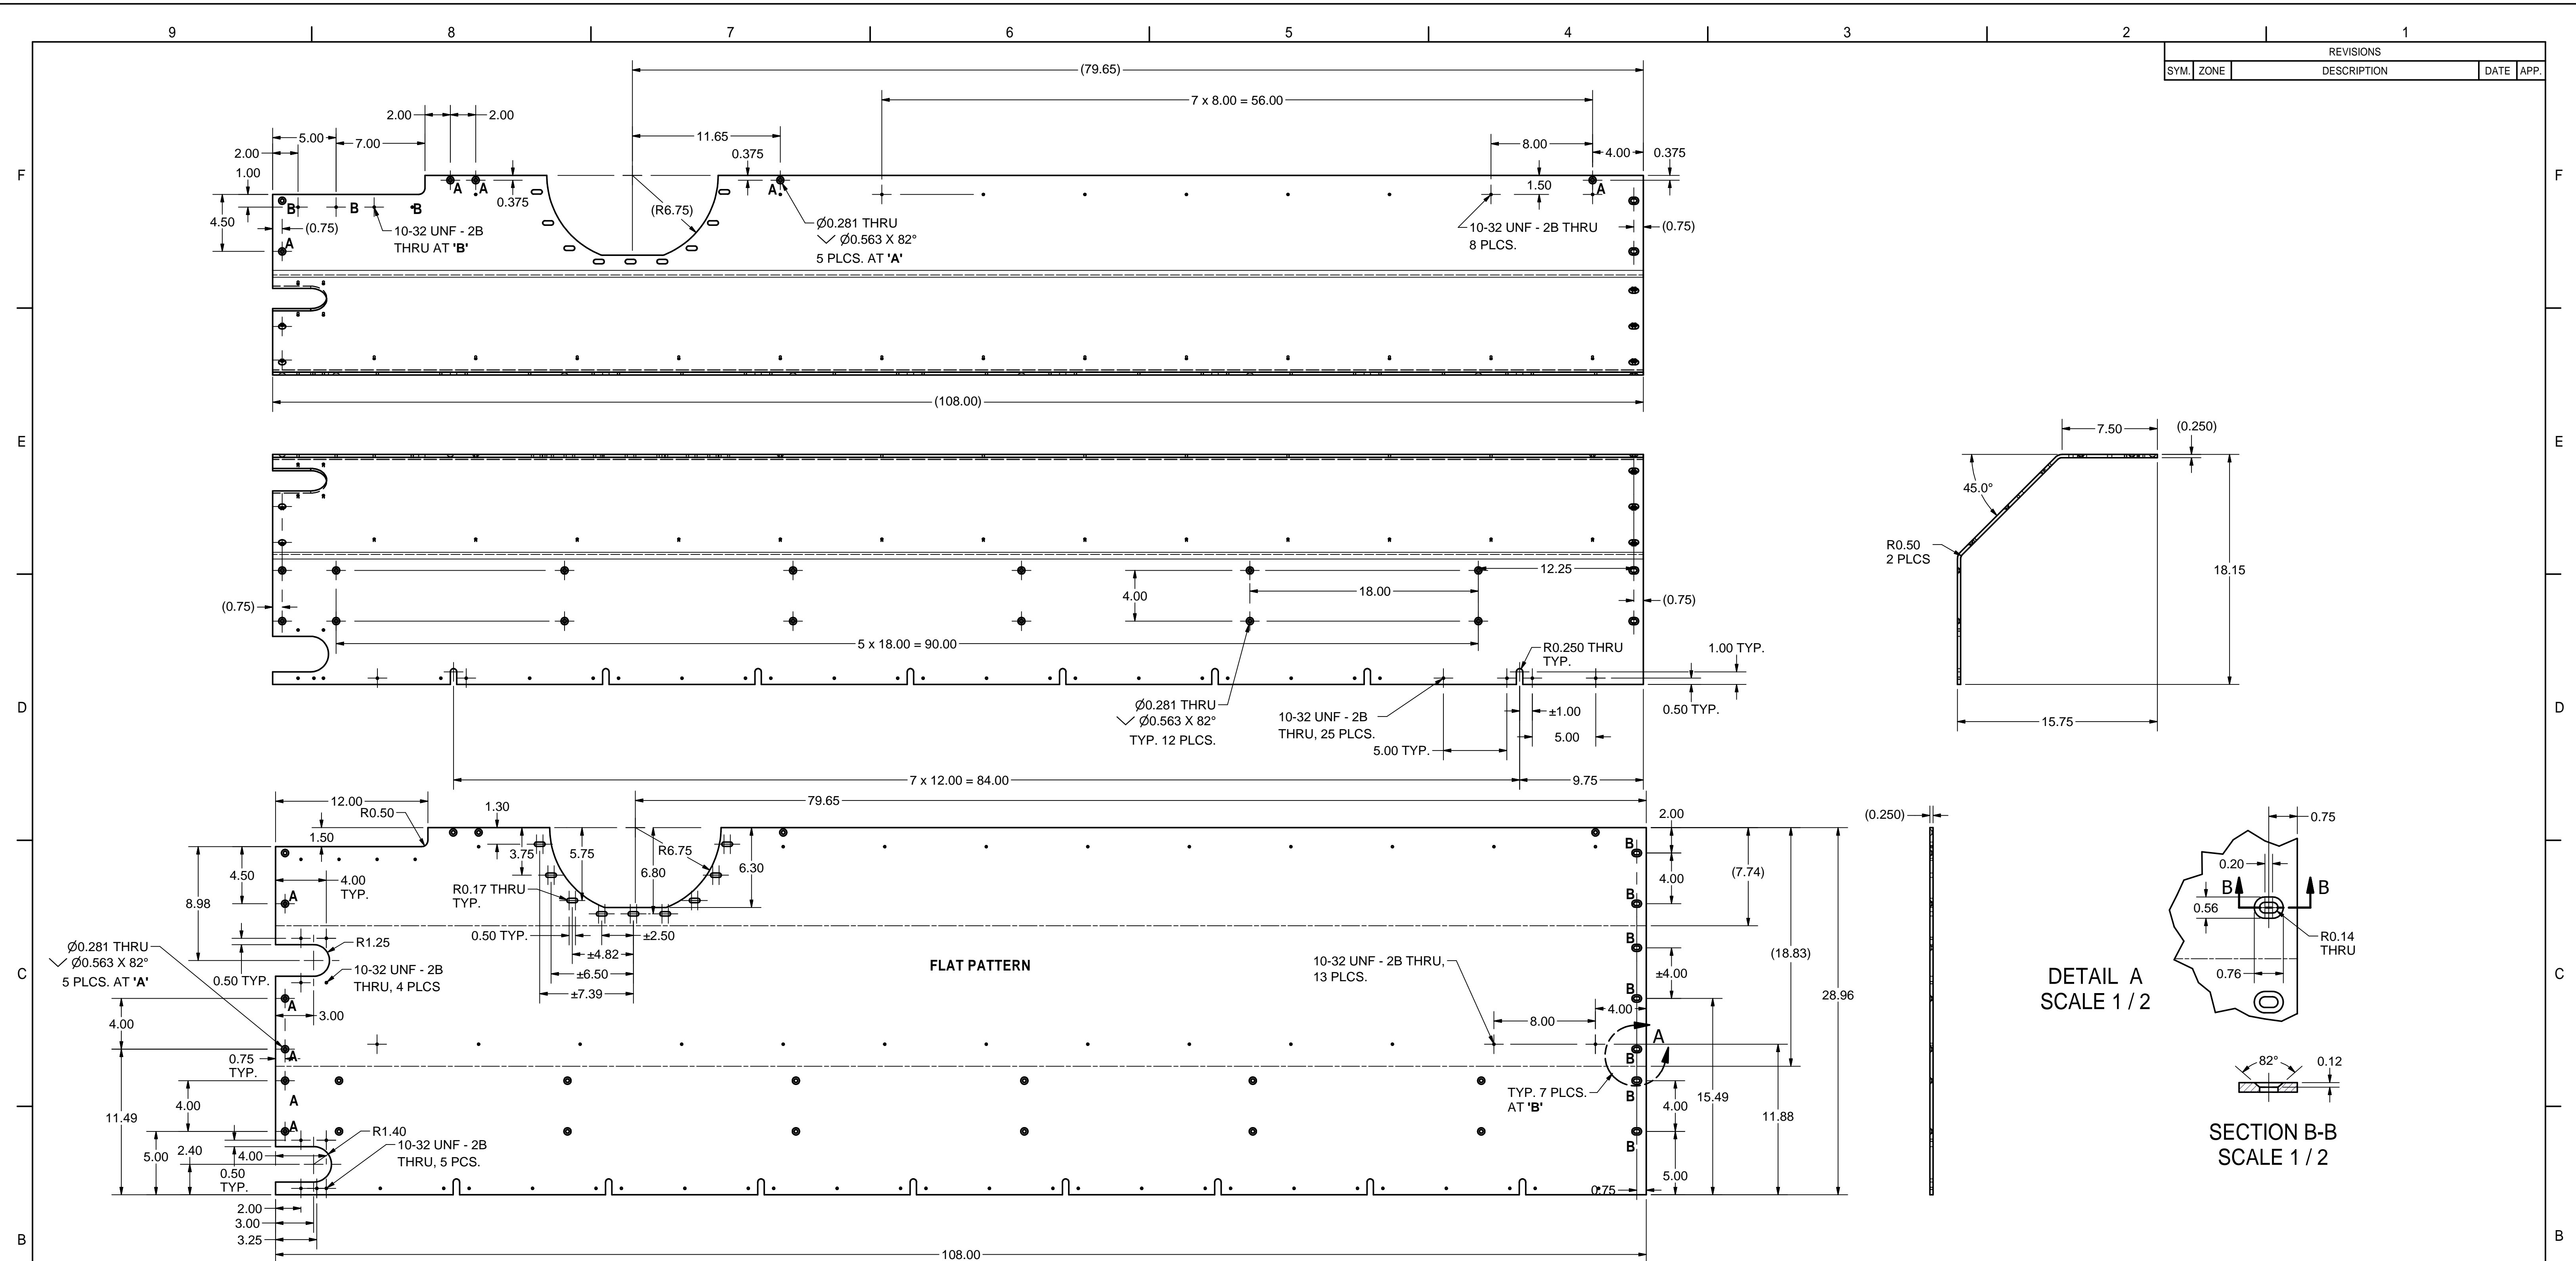 9 8 7 6 5 4 3 2 1
REVISIONS
SYM. ZONE DESCRIPTION DATE APP.
F
F
(79.65)
7 x 8.00 = 56.00
2.00
2.00
5.00
7.00
11.65
8.00
4.00
0.375
2.00
0.375
1.00
1.50
A A
A
A
0.375
B B B
(R6.75)
4.50
(0.75)
A
10-32 UNF - 2B
THRU AT 'B'
Ø0.281 THRU
Ø0.563 X 82°
5 PLCS. AT 'A'
10-32 UNF - 2B THRU
8 PLCS.
(0.75)
(108.00)
E
E
7.50
(0.250)
45.0°
R0.50
2 PLCS
18.15
15.75
12.25
4.00
18.00
(0.75)
(0.75)
5 x 18.00 = 90.00
R0.250 THRU
TYP.
1.00 TYP.
0.50 TYP.
D
D
Ø0.281 THRU
Ø0.563 X 82°
TYP. 12 PLCS.
10-32 UNF - 2B
THRU, 25 PLCS.
±1.00
5.00
5.00 TYP.
7 x 12.00 = 84.00
9.75
79.65
12.00
R0.50
1.30
1.50
2.00
(0.250)
3.75
5.75
R6.75
6.80
6.30
B
4.00
(7.74)
4.50
4.00
TYP.
R0.17 THRU
TYP.
8.98
A
B
0.50 TYP.
±2.50
±4.82
±6.50
±7.39
R1.25
Ø0.281 THRU
Ø0.563 X 82°
5 PLCS. AT 'A'
0.50 TYP.
10-32 UNF - 2B
THRU, 4 PLCS
FLAT PATTERN
10-32 UNF - 2B THRU,
13 PLCS.
B
±4.00
(18.83)
C
C
28.96
A
B
3.00
4.00
8.00
4.00
A
0.75
TYP.
A
B
TYP. 7 PLCS.
AT 'B'
4.00
A
B
4.00
15.49
11.88
11.49
A
B
R1.40
10-32 UNF - 2B
THRU, 5 PCS.
5.00
2.40
4.00
0.50
TYP.
5.00
0.75
2.00
3.00
3.25
108.00
B
B
0.75
0.20
B B
0.56
R0.14
THRU
0.76
DETAIL A
SCALE 1 / 2
82°
0.12
SECTION B-B
SCALE 1 / 2